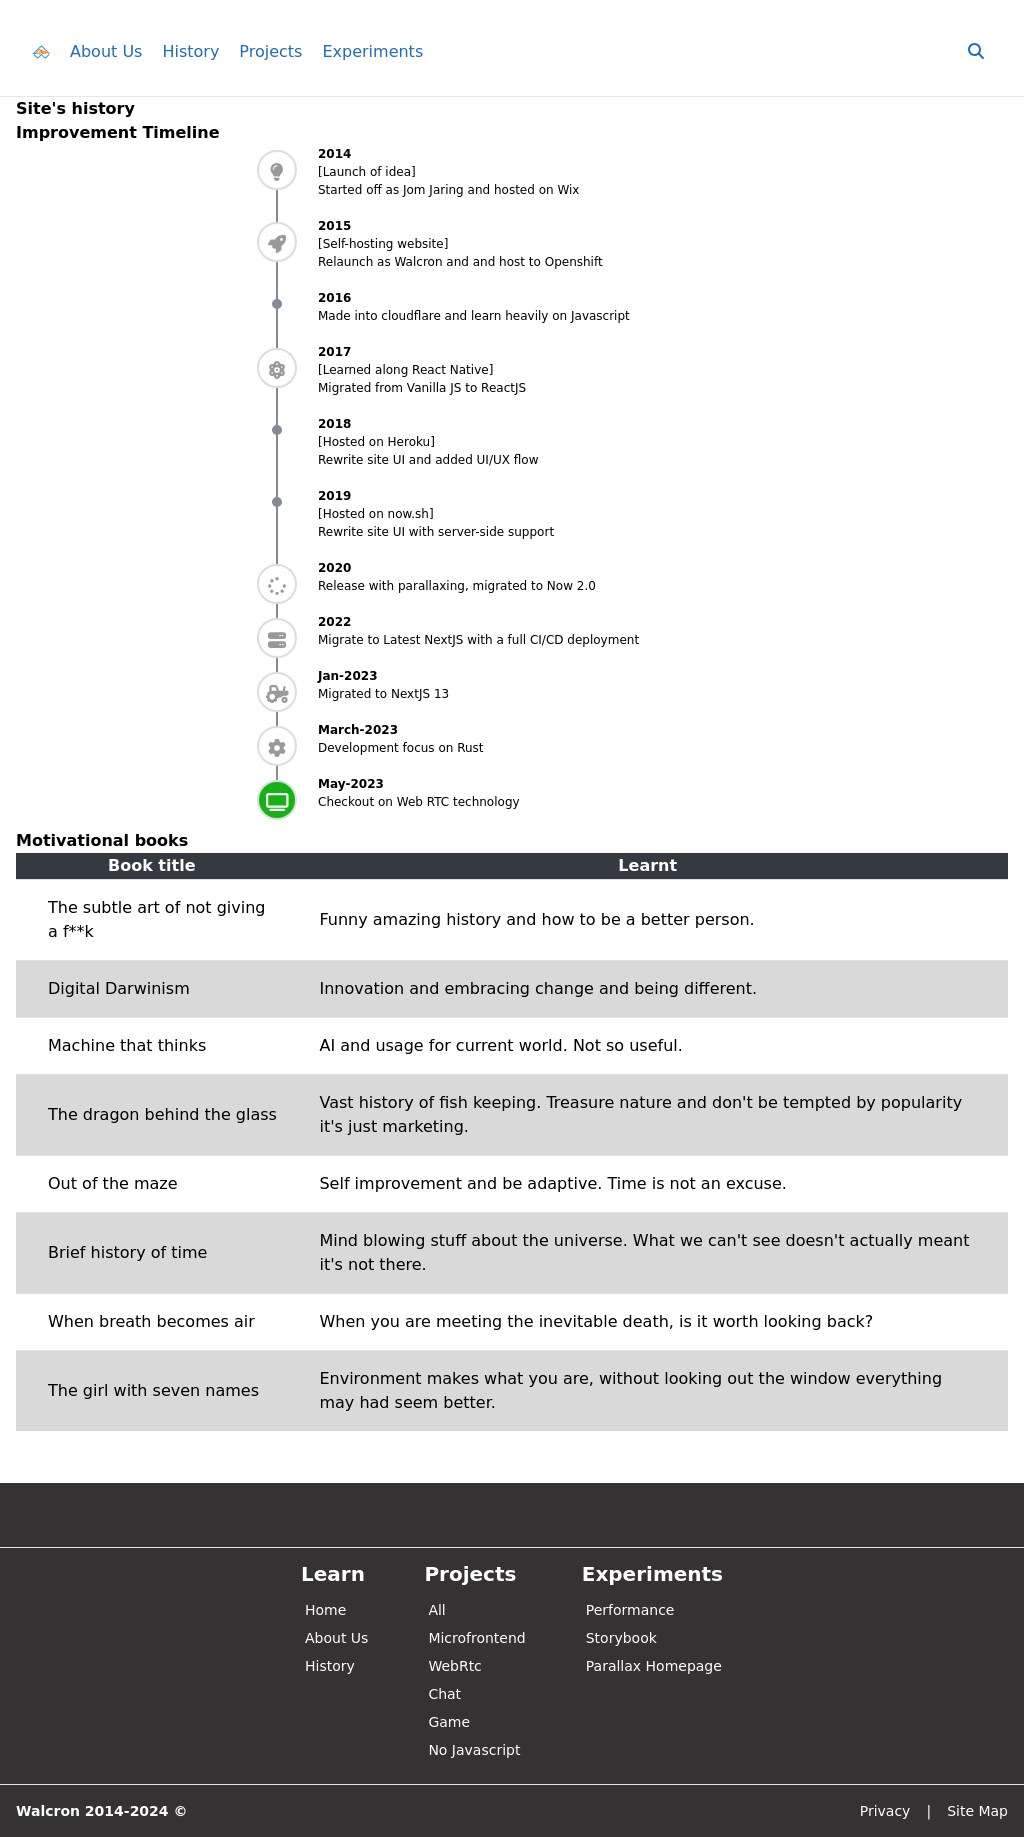 About Us History Projects Experiments
Site's history
Improvement Timeline
2014
[Launch of idea]
Started off as Jom Jaring and hosted on Wix
2015
[Self-hosting website]
Relaunch as Walcron and and host to Openshift
2016
Made into cloudflare and learn heavily on Javascript
2017
[Learned along React Native]
Migrated from Vanilla JS to ReactJS
2018
[Hosted on Heroku]
Rewrite site UI and added UI/UX flow
2019
[Hosted on now.sh]
Rewrite site UI with server-side support
2020
Release with parallaxing, migrated to Now 2.0
2022
Migrate to Latest NextJS with a full CI/CD deployment
Jan-2023
Migrated to NextJS 13
March-2023
Development focus on Rust
May-2023
Checkout on Web RTC technology
Motivational books
Book title Learnt
The subtle art of not giving
a f**k
Funny amazing history and how to be a better person.
Digital Darwinism Innovation and embracing change and being different.
Machine that thinks AI and usage for current world. Not so useful.
The dragon behind the glass
Vast history of fish keeping. Treasure nature and don't be tempted by popularity
it's just marketing.
Out of the maze Self improvement and be adaptive. Time is not an excuse.
Brief history of time
Mind blowing stuff about the universe. What we can't see doesn't actually meant
it's not there.
When breath becomes air When you are meeting the inevitable death, is it worth looking back?
The girl with seven names
Environment makes what you are, without looking out the window everything
may had seem better.
Learn
Home
About Us
History
Projects
All
Microfrontend
WebRtc
Chat
Game
No Javascript
Experiments
Performance
Storybook
Parallax Homepage
Walcron 2014-2024 ©
Privacy | Site Map